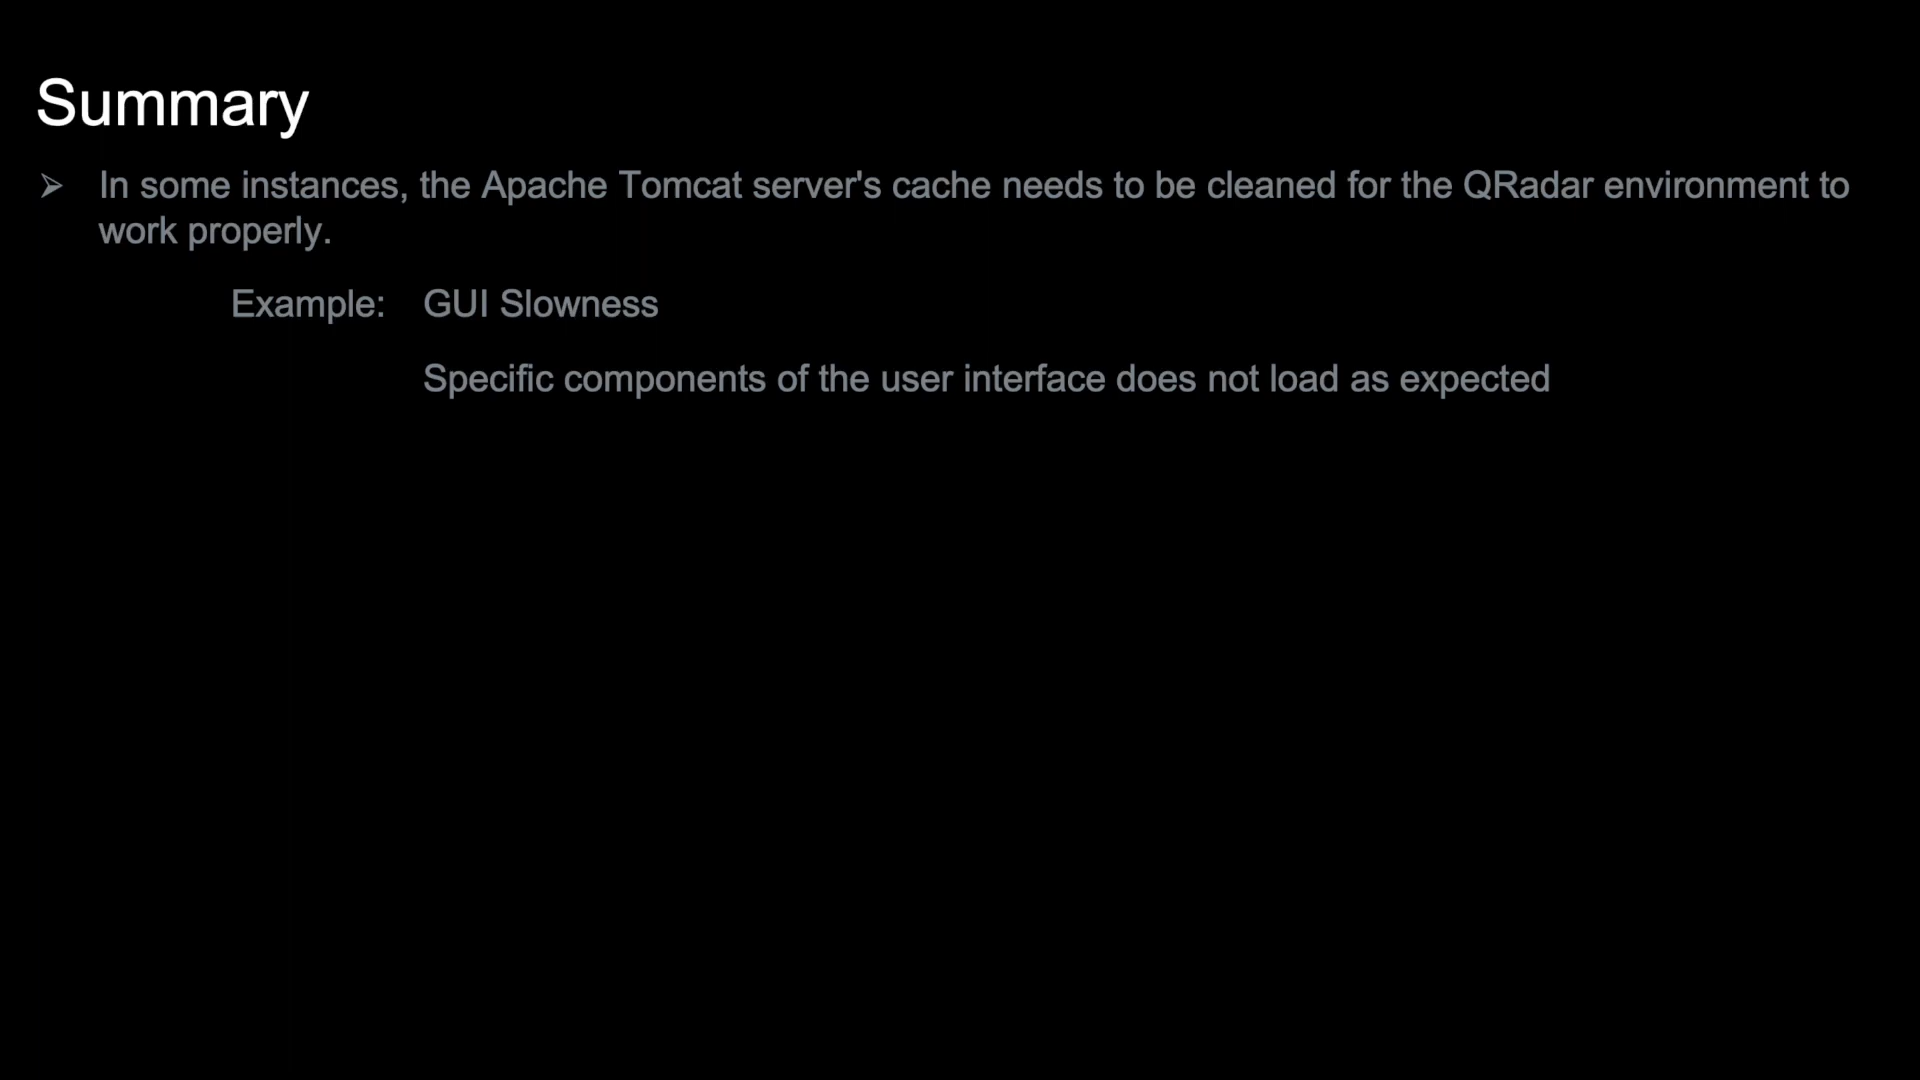 Summary
➢ In some instances, the Apache Tomcat server's cache needs to be cleaned for the QRadar environment to
work properly.
Example: GUI Slowness
Specific components of the user interface does not load as expected